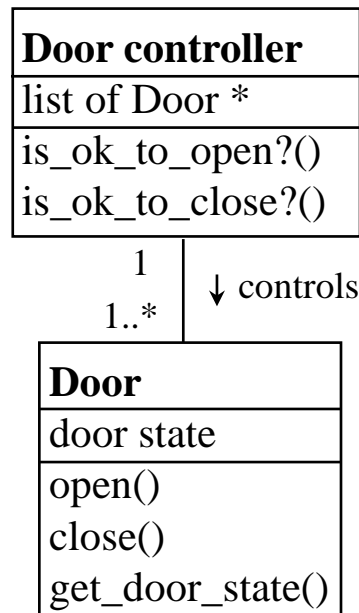 Door controller
list of Door *
is_ok_to_open?()
is_ok_to_close?()
1
↓ controls
1..*
Door
door state
open()
close()
get_door_state()